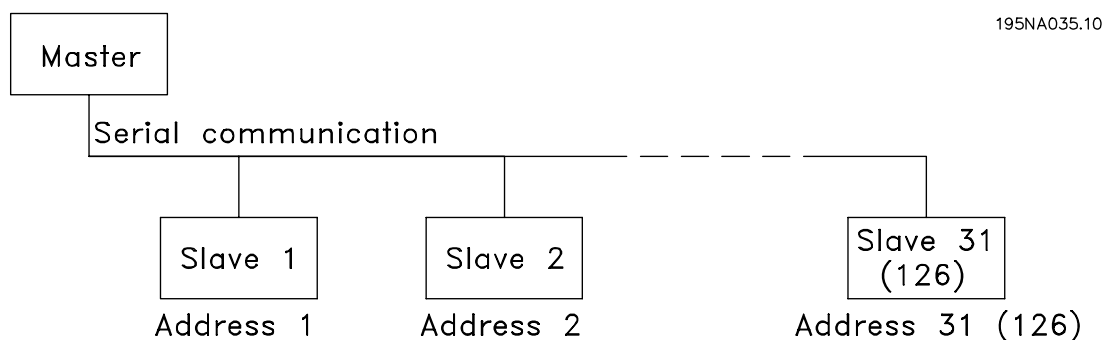 195NA035.10
Master
Serial communication
Slave 1
Slave 2
Slave 31
(126)
Address 1
Address 2
Address 31 (126)